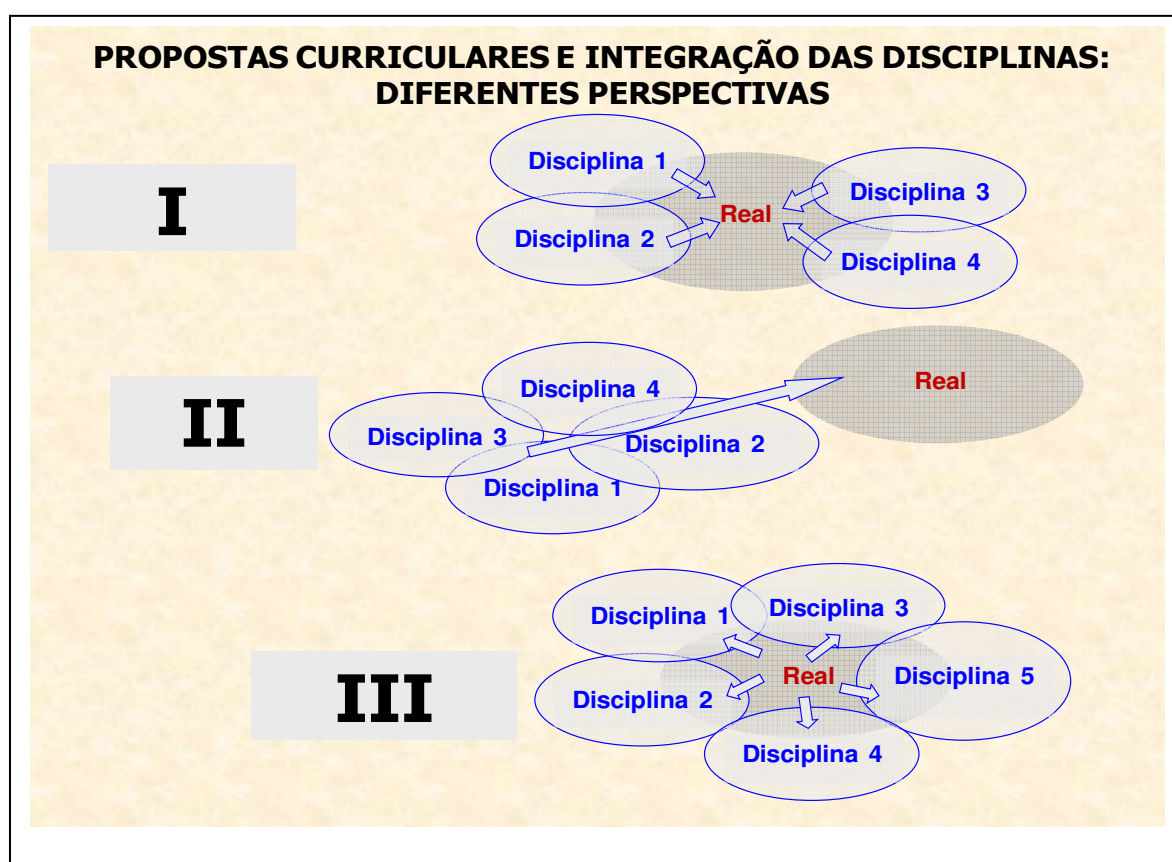 PROPOSTAS CURRICULARES E INTEGRAÇÃO DAS DISCIPLINAS:
DIFERENTES PERSPECTIVAS
I
Disciplina 1
Disciplina 2
Real
Disciplina 3
Disciplina 4
II
Disciplina 4
Disciplina 3
Disciplina 2
Disciplina 1
Real
III
Disciplina 1
Disciplina 3
Disciplina 2
Real
Disciplina 5
Disciplina 4